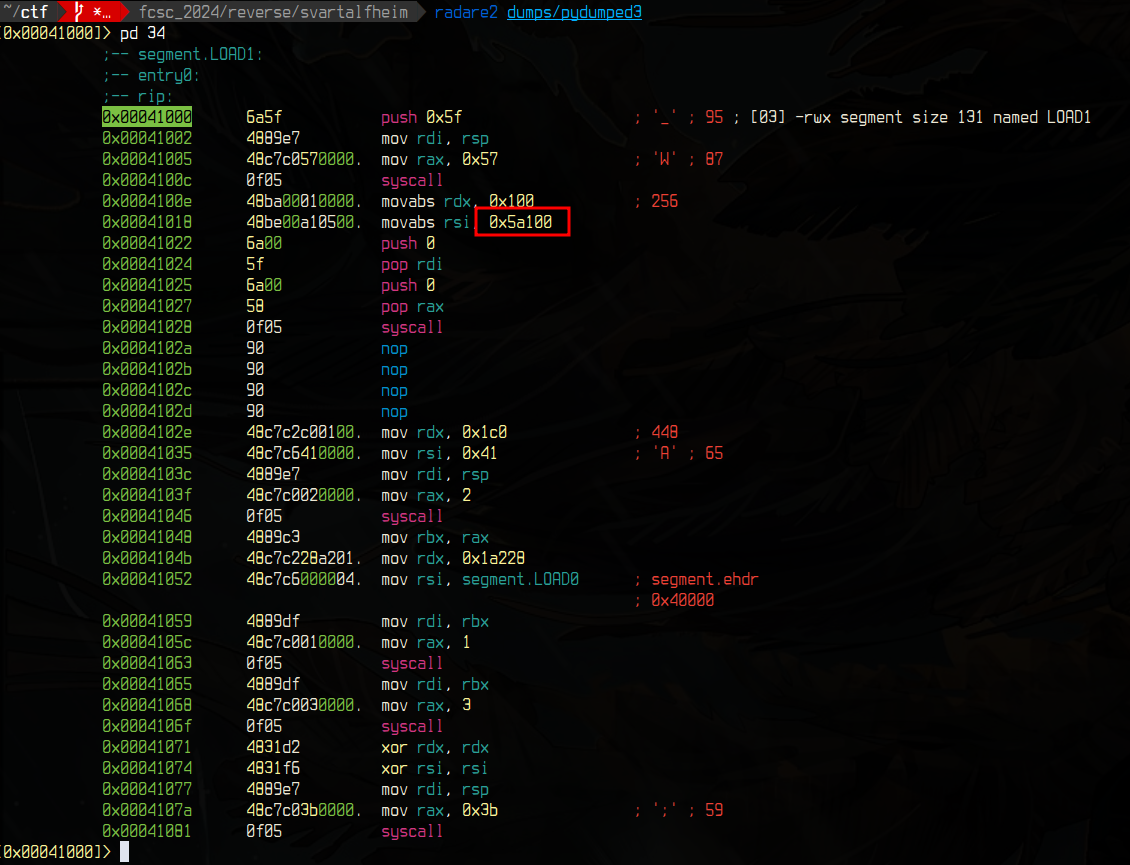 ~/ctf *… fcsc_2024/reverse/svartalfheim radare2 dumps/pydumped3
[0x00041000]> pd 34
;-- segment.LOAD1:
;-- entry0:
;-- rip:
0x00041000 6a5f push 0x5f ; '_' ; 95 ; [03] -rwx segment size 131 named LOAD1
0x00041002 4889e7 mov rdi, rsp
0x00041005 48c7c0570000. mov rax, 0x57 ; 'W' ; 87
0x0004100c 0f05 syscall
0x0004100e 48ba00010000. movabs rdx, 0x100 ; 256
0x00041018 48be00a10500. movabs rsi, 0x5a100
0x00041022 6a00 push 0
0x00041024 5f pop rdi
0x00041025 6a00 push 0
0x00041027 58 pop rax
0x00041028 0f05 syscall
0x0004102a 90 nop
0x0004102b 90 nop
0x0004102c 90 nop
0x0004102d 90 nop
0x0004102e 48c7c2c00100. mov rdx, 0x1c0 ; 448
0x00041035 48c7c6410000. mov rsi, 0x41 ; 'A' ; 65
0x0004103c 4889e7 mov rdi, rsp
0x0004103f 48c7c0020000. mov rax, 2
0x00041046 0f05 syscall
0x00041048 4889c3 mov rbx, rax
0x0004104b 48c7c228a201. mov rdx, 0x1a228
0x00041052 48c7c6000004. mov rsi, segment.LOAD0 ; segment.ehdr
; 0x40000
0x00041059 4889df mov rdi, rbx
0x0004105c 48c7c0010000. mov rax, 1
0x00041063 0f05 syscall
0x00041065 4889df mov rdi, rbx
0x00041068 48c7c0030000. mov rax, 3
0x0004106f 0f05 syscall
0x00041071 4831d2 xor rdx, rdx
0x00041074 4831f6 xor rsi, rsi
0x00041077 4889e7 mov rdi, rsp
0x0004107a 48c7c03b0000. mov rax, 0x3b ; ';' ; 59
0x00041081 0f05 syscall
[0x00041000]>